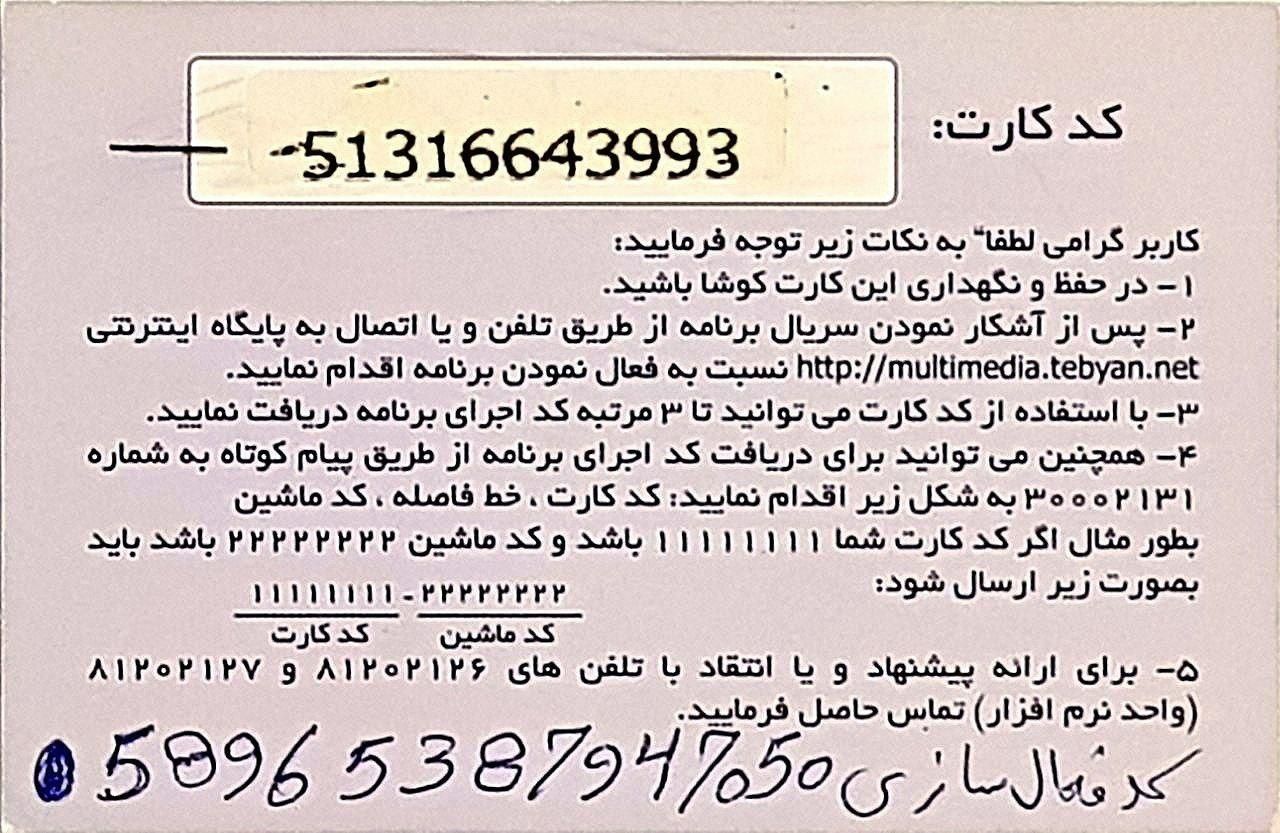 کد کارت: 51316643993
کاربر گرامی لطفا" به نکات زیر توجه فرمایید:
۱- در حفظ و نگهداری این کارت کوشا باشید.
۲- پس از آشکار نمودن سریال برنامه از طریق تلفن و یا اتصال به پایگاه اینترنتی
http://multimedia.tebyan.net نسبت به فعال نمودن برنامه اقدام نمایید.
۳- با استفاده از کد کارت می توانید تا ۳ مرتبه کد اجرای برنامه دریافت نمایید.
۴- همچنین می توانید برای دریافت کد اجرای برنامه از طریق پیام کوتاه به شماره
۳۰۰۰۲۱۳۱ به شکل زیر اقدام نمایید: کد کارت ، خط فاصله ، کد ماشین
بطور مثال اگر کد کارت شما ۱۱۱۱۱۱۱۱ باشد و کد ماشین ۲۲۲۲۲۲۲۲ باشد باید
بصورت زیر ارسال شود:
۱۱۱۱۱۱۱۱-۲۲۲۲۲۲۲۲
کد کارت کد ماشین
۵- برای ارائه پیشنهاد و یا انتقاد با تلفن های ۸۱۲۰۲۱۲۶ و ۸۱۲۰۲۱۲۷
(واحد نرم افزار) تماس حاصل فرمایید.
کد فعال سازی 58965387947050